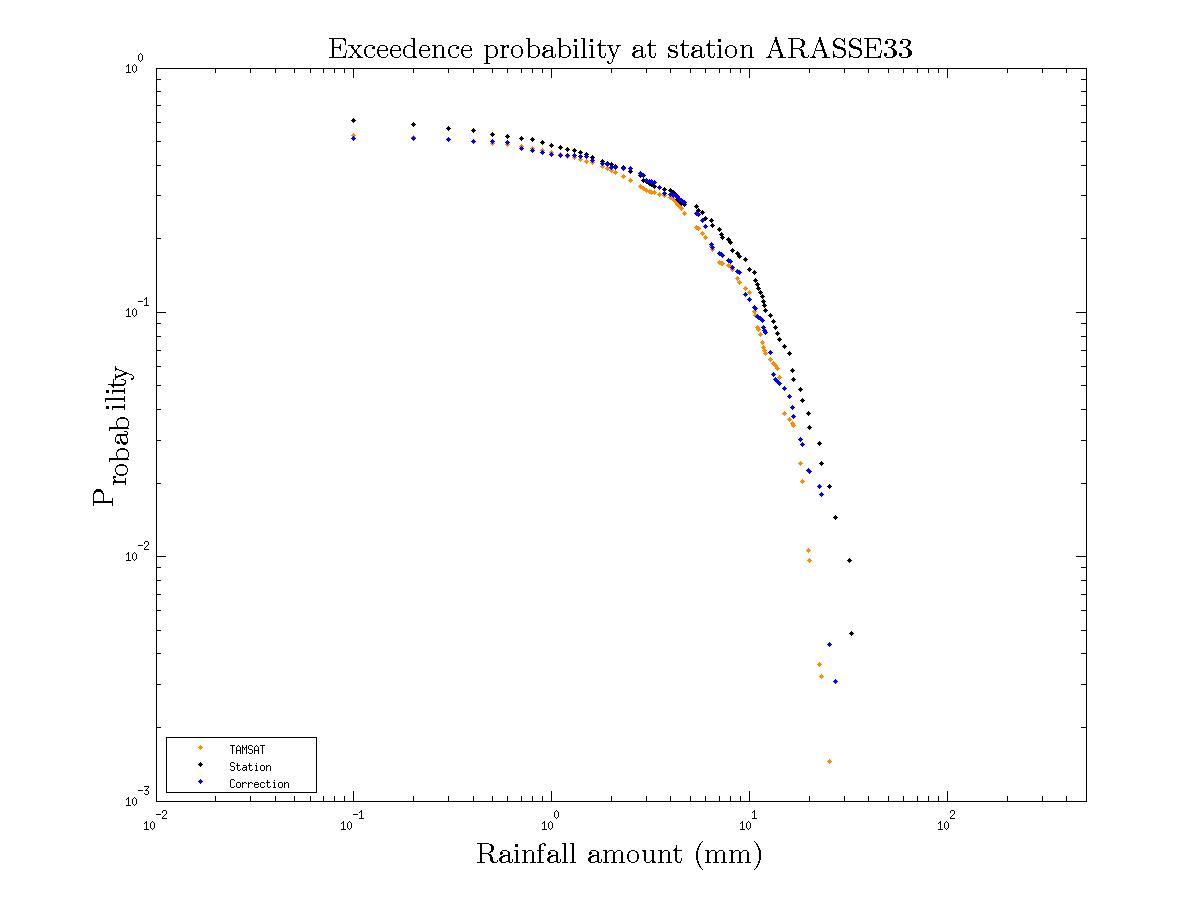 Exceedence probability at station ARASSE33
10^0
10^-1
10^-2
10^-3
Probability
TAMSAT
Station
Correction
10^-2 10^-1 10^0 10^1 10^2
Rainfall amount (mm)